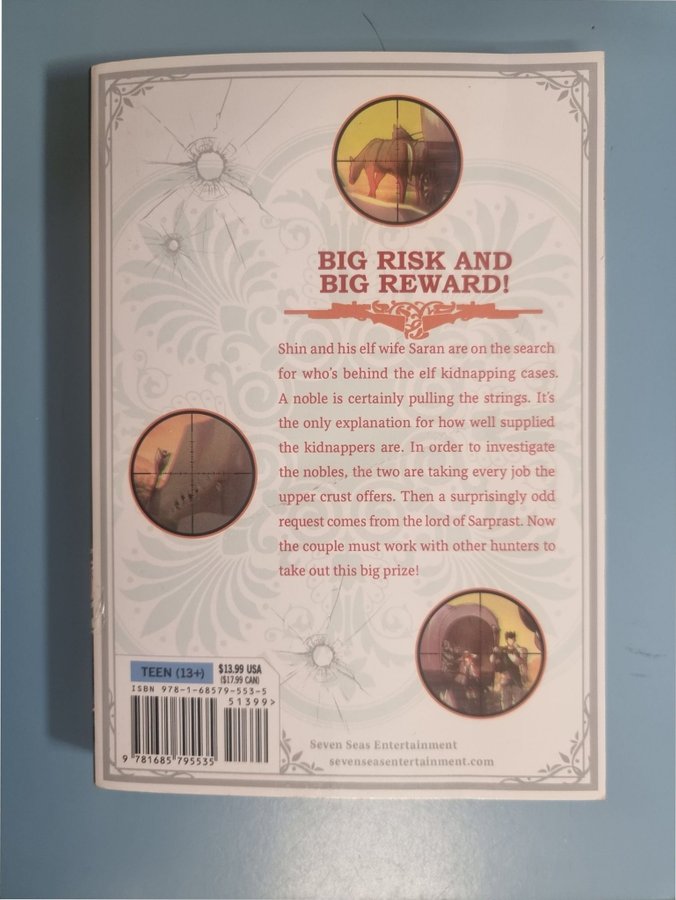 BIG RISK AND
BIG REWARD!
Shin and his elf wife Saran are on the search
for who's behind the elf kidnapping cases.
A noble is certainly pulling the strings. It's
the only explanation for how well supplied
the kidnappers are. In order to investigate
the nobles, the two are taking every job the
upper crust offers. Then a surprisingly odd
request comes from the lord of Sarprast. Now
the couple must work with other hunters to
take out this big prize!
TEEN (13+)
$13.99 USA
($17.99 CAN)
ISBN 978-1-68579-553-5
51399>
9 781685 795535
Seven Seas Entertainment
sevenseasentertainment.com